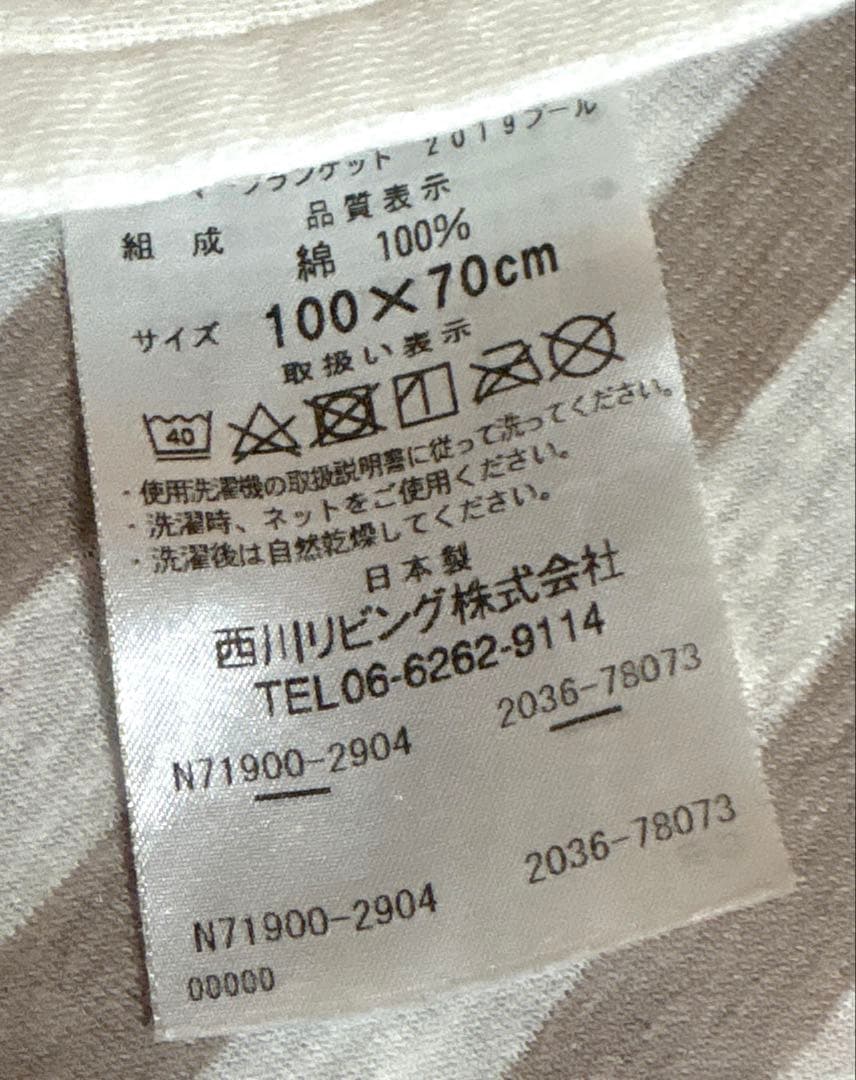 ブランケット 2019プール
品質表示
組成 綿 100%
サイズ 100×70cm
取扱い表示
40
・使用洗濯機の取扱説明書に従って洗ってください。
・洗濯時、ネットをご使用ください。
・洗濯後は自然乾燥してください。
日本製
西川リビング株式会社
TEL06-6262-9114
N71900-2904 2036-78073
N71900-2904 2036-78073
00000